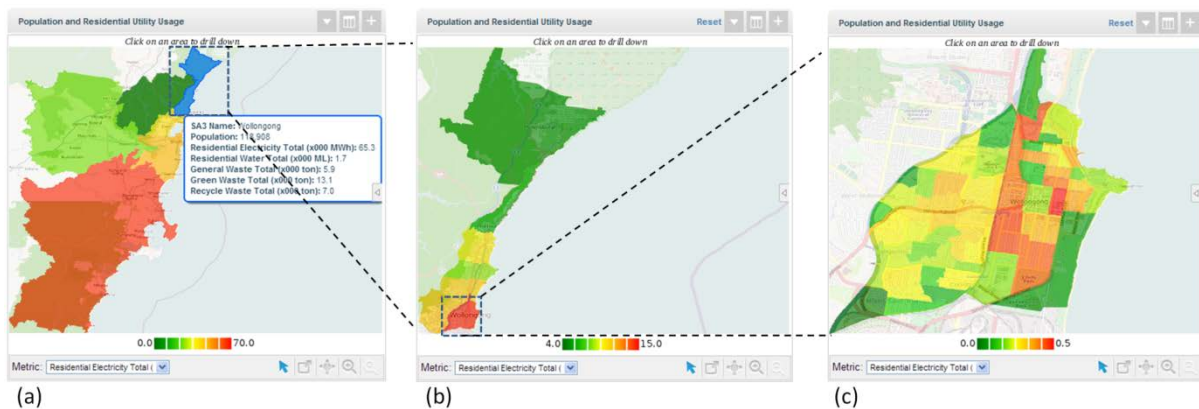 Population and Residential Utility Usage
Click on an area to drill down
SA3 Name: Wollongong
Population: 118,908
Residential Electricity Total (x000 MWh): 65.3
Residential Water Total (x000 ML): 1.7
General Waste Total (x000 ton): 5.9
Green Waste Total (x000 ton): 13.1
Recycle Waste Total (x000 ton): 7.0
0.0 70.0
Metric: Residential Electricity Total (
(a)
Population and Residential Utility Usage Reset
Click on an area to drill down
Wollongong
4.0 15.0
Metric: Residential Electricity Total (
(b)
Population and Residential Utility Usage Reset
Click on an area to drill down
Wollongong
0.0 0.5
Metric: Residential Electricity Total (
(c)